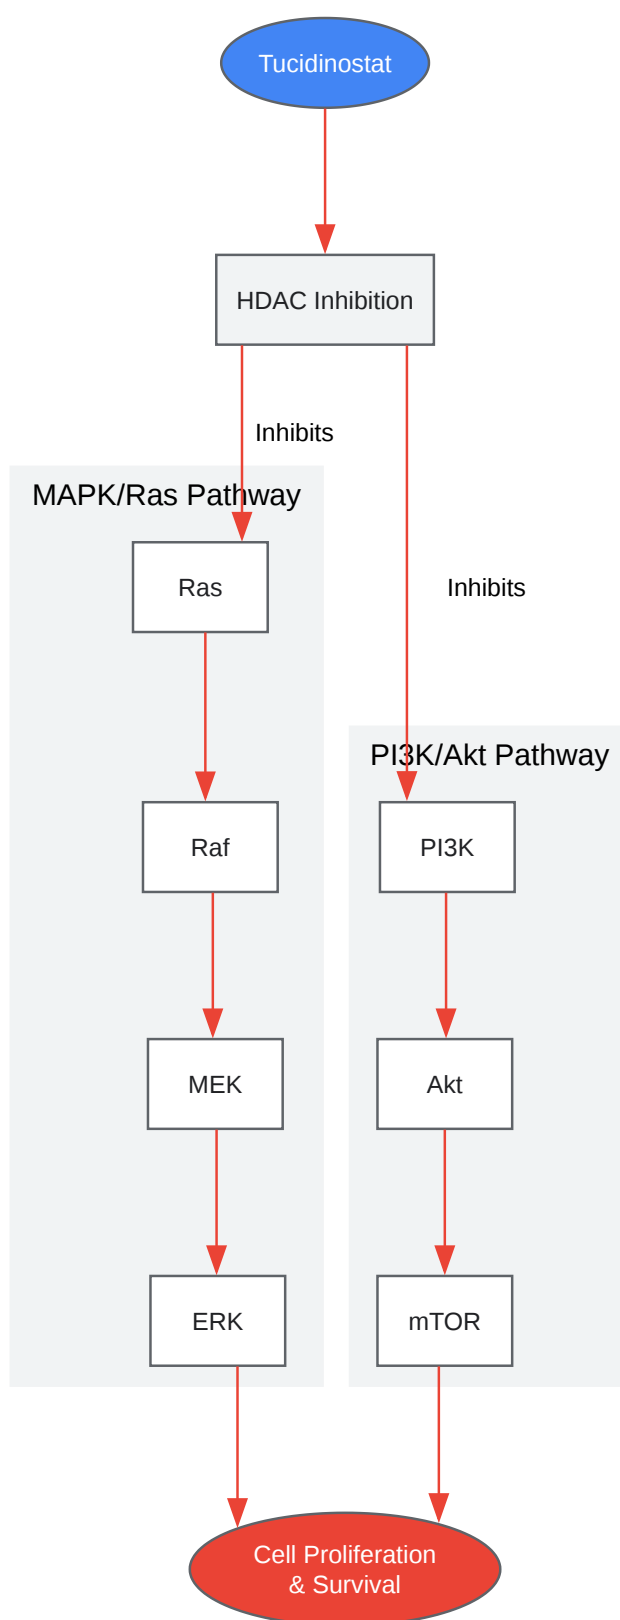 Tucidinostat
HDAC Inhibition
Inhibits
MAPK/Ras Pathway
Ras
Inhibits
PI3K/Akt Pathway
Raf
PI3K
MEK
Akt
ERK
mTOR
Cell Proliferation
& Survival